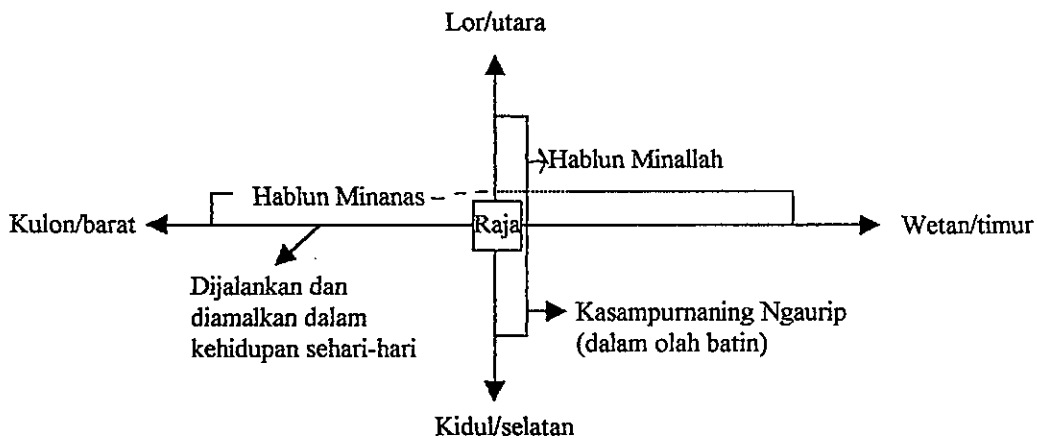 Lor/utara
Hablun Minallah
Hablun Minanas
Kulon/barat
Raja
Wetan/timur
Dijalankan dan
diamalkan dalam
kehidupan sehari-hari
Kasampurnaning Ngaurip
(dalam olah batin)
Kidul/selatan